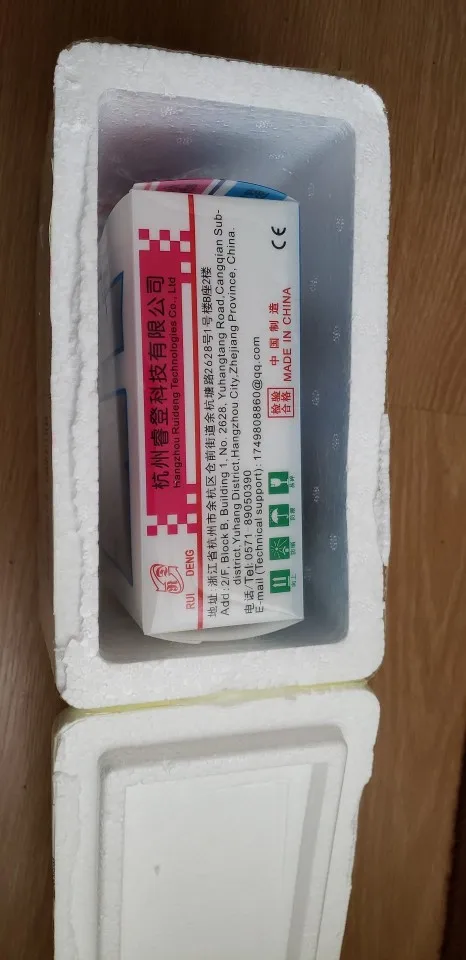 杭州睿登科技有限公司
Hangzhou Ruideng Technologies Co., Ltd
RUI DENG
地址:浙江省杭州市余杭区仓前街道余杭塘路2628号1号楼B座2楼
Add:2/F, Block B, Building 1, No. 2628, Yuhangtang Road,Cangqian Sub-
district,Yuhang District,Hangzhou City,Zhejiang Province, China.
电话/Tel:0571-89050390
E-mail (Technical support): 1749808860@qq.com
向上
检验
合格
中国制造
MADE IN CHINA
CE